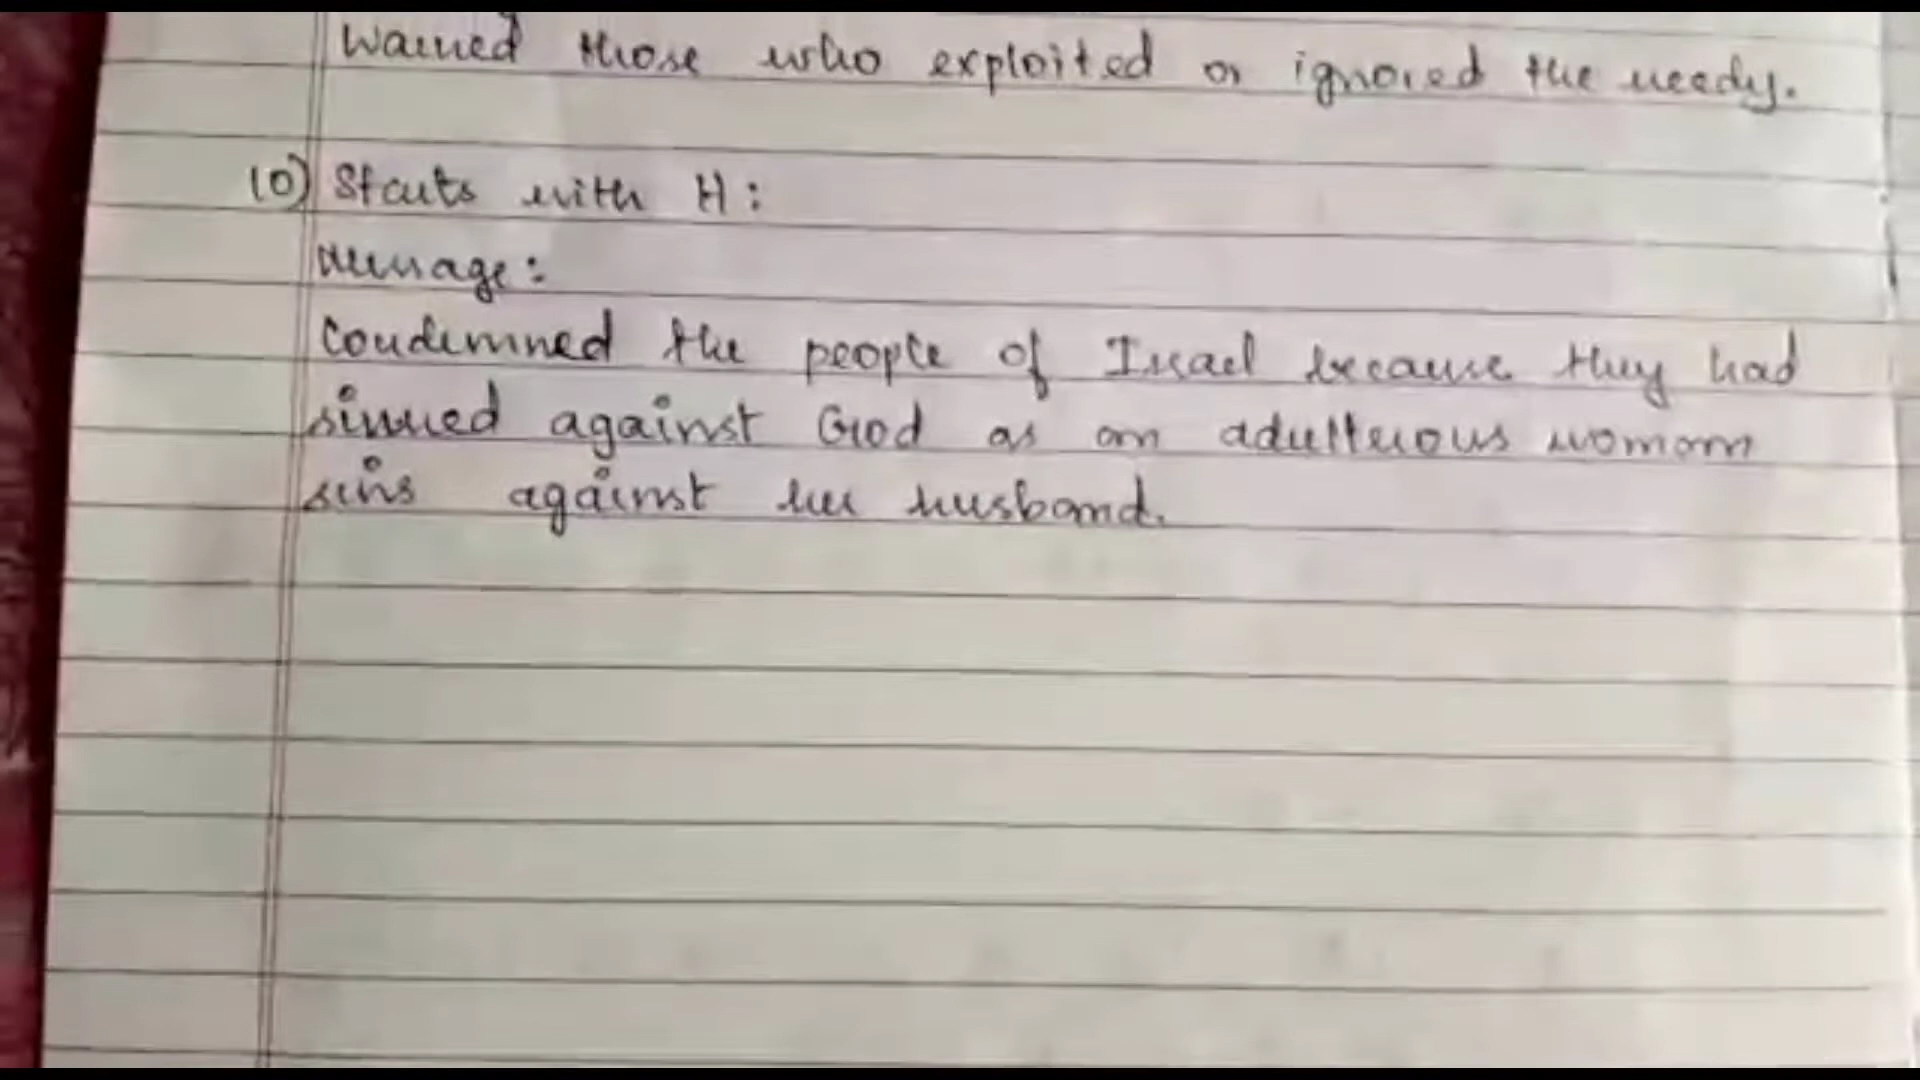 Warned those who exploited or ignored the needy.
10) Starts with H:
Message:
Condemned the people of Israel because they had
sinned against God as an adulterous woman
sins against her husband.